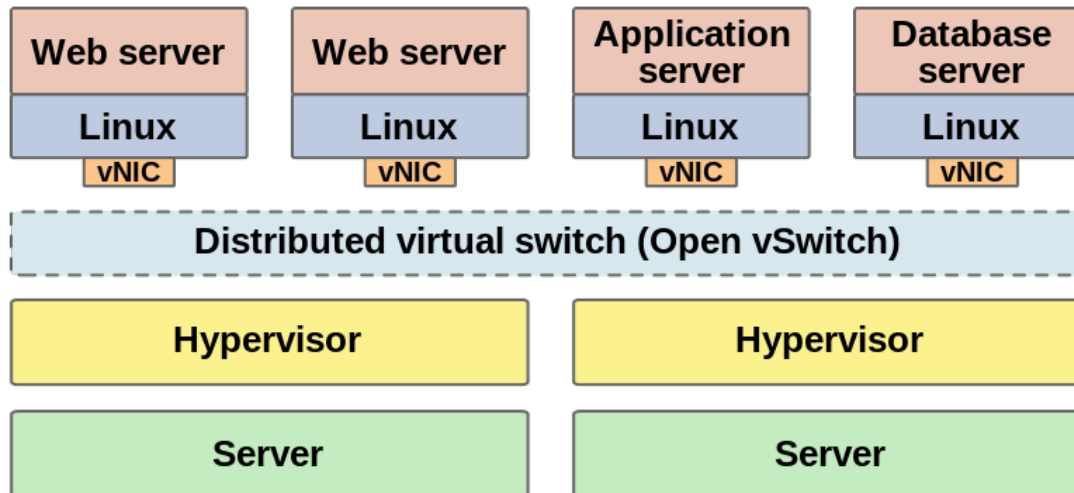 Web server
Web server
Application
server
Database
server
Linux
Linux
Linux
Linux
vNIC
vNIC
vNIC
vNIC
Distributed virtual switch (Open vSwitch)
Hypervisor
Hypervisor
Server
Server